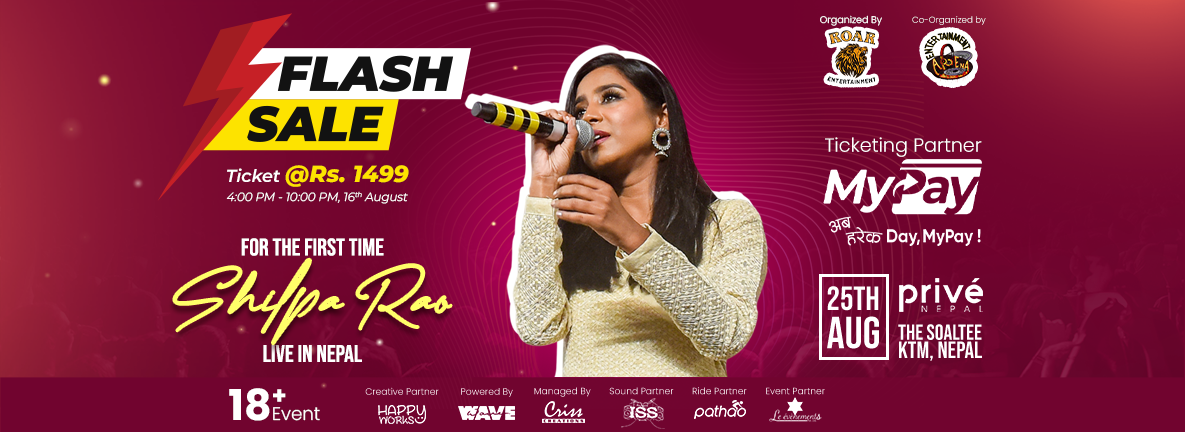 FLASH
SALE
Ticket @Rs. 1499
4:00 PM - 10:00 PM, 16th August
FOR THE FIRST TIME
Shilpa Rao
LIVE IN NEPAL
Organized By
ROAR
ENTERTAINMENT
Co-Organized by
ENTERTAINMENT
Ticketing Partner
MyPay
अब
हरेक Day, MyPay !
25TH
AUG
privé
NEPAL
THE SOALTEE
KTM, NEPAL
18+
Event
Creative Partner
HAPPY
WORKS
Powered By
WAVE
Managed By
Criss
CREATIONS
Sound Partner
ISS
Ride Partner
pathao
Event Partner
Le évenements